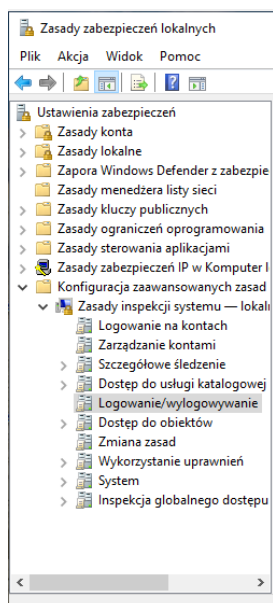 Zasady zabezpieczeń lokalnych
Plik Akcja Widok Pomoc
Ustawienia zabezpieczeń
Zasady konta
Zasady lokalne
Zapora Windows Defender z zabezpie
Zasady menedżera listy sieci
Zasady kluczy publicznych
Zasady ograniczeń oprogramowania
Zasady sterowania aplikacjami
Zasady zabezpieczeń IP w Komputer l
Konfiguracja zaawansowanych zasad
Zasady inspekcji systemu — lokaln
Logowanie na kontach
Zarządzanie kontami
Szczegółowe śledzenie
Dostęp do usługi katalogowej
Logowanie/wylogowywanie
Dostęp do obiektów
Zmiana zasad
Wykorzystanie uprawnień
System
Inspekcja globalnego dostępu